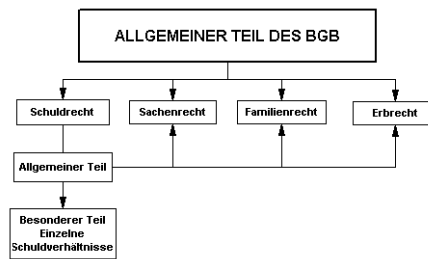 ALLGEMEINER TEIL DES BGB
Schuldrecht
Sachenrecht
Familienrecht
Erbrecht
Allgemeiner Teil
Besonderer Teil
Einzelne
Schuldverhältnisse